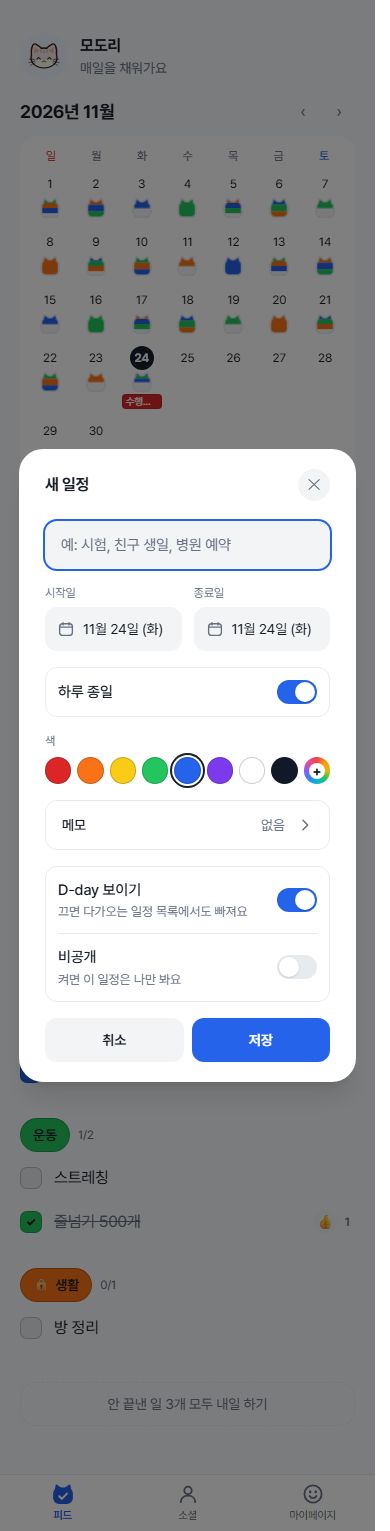 모도리
매일을 채워가요
2026년 11월
일 월 화 수 목 금 토
1 2 3 4 5 6 7
8 9 10 11 12 13 14
15 16 17 18 19 20 21
22 23 24 25 26 27 28
수행...
29 30
새 일정
예: 시험, 친구 생일, 병원 예약
시작일 종료일
11월 24일 (화) 11월 24일 (화)
하루 종일
색
메모 없음
D-day 보이기
끄면 다가오는 일정 목록에서도 빠져요
비공개
켜면 이 일정은 나만 봐요
취소 저장
운동 1/2
스트레칭
줄넘기 500개 1
생활 0/1
방 정리
안 끝낸 일 3개 모두 내일 하기
피드 소셜 마이페이지